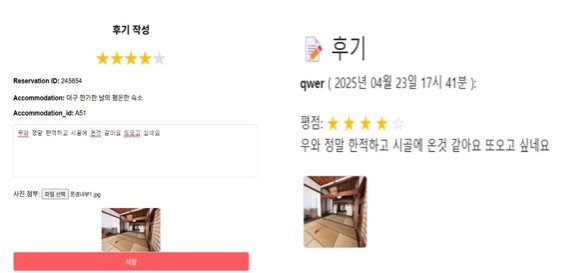 후기 작성
Reservation ID: 245654
Accommodation: 대구 한가한 날의 평온한 숙소
Accommodation_id: A51
우와 정말 한적하고 시골에 온것 같아요 또오고 싶네요
사진 첨부: 파일 선택 문경내부1.jpg
저장
후기
qwer ( 2025년 04월 23일 17시 41분 ):
평점: ★★★★☆
우와 정말 한적하고 시골에 온것 같아요 또오고 싶네요